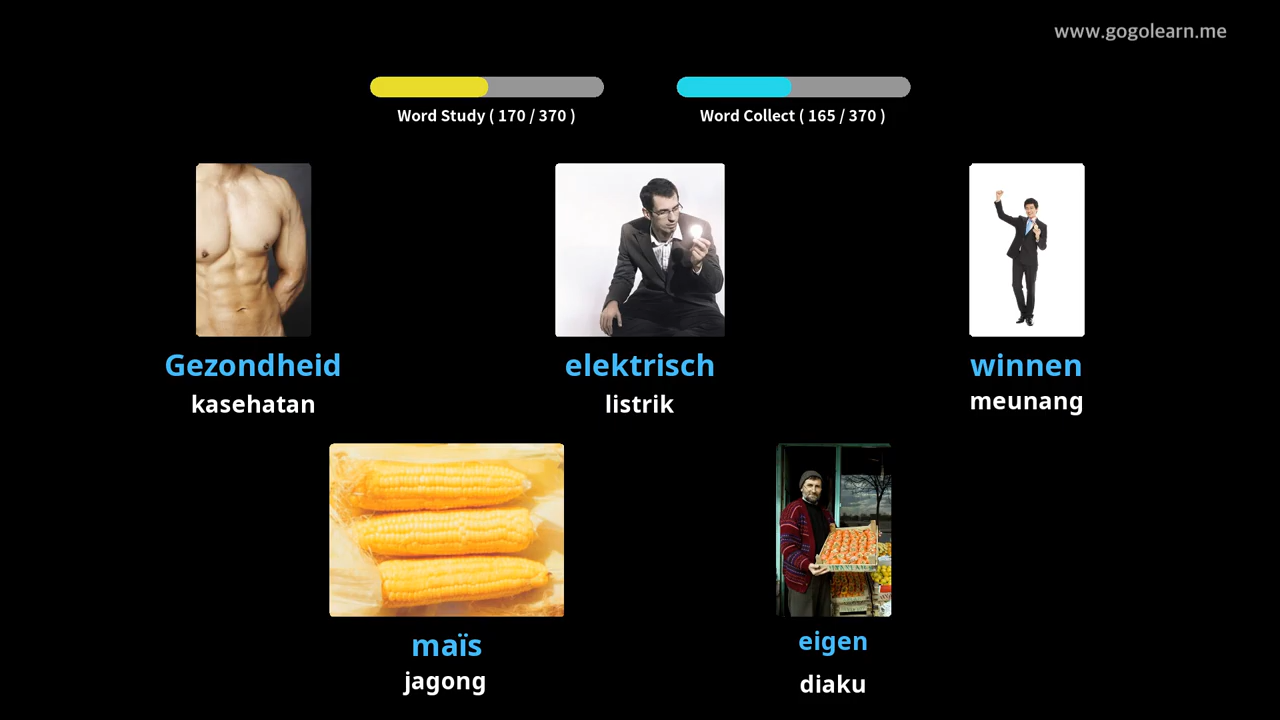 www.gogolearn.me
Word Study ( 170 / 370 )
Word Collect ( 165 / 370 )
Gezondheid
kasehatan
elektrisch
listrik
winnen
meunang
maïs
jagong
eigen
diaku